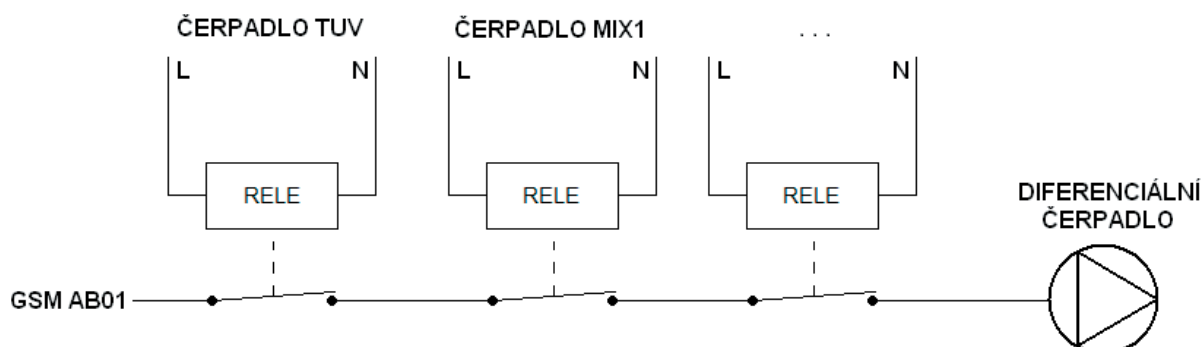 ČERPADLO TUV
ČERPADLO MIX1
. . .
L
N
L
N
L
N
RELE
RELE
RELE
DIFERENCIÁLNÍ
ČERPADLO
GSM AB01